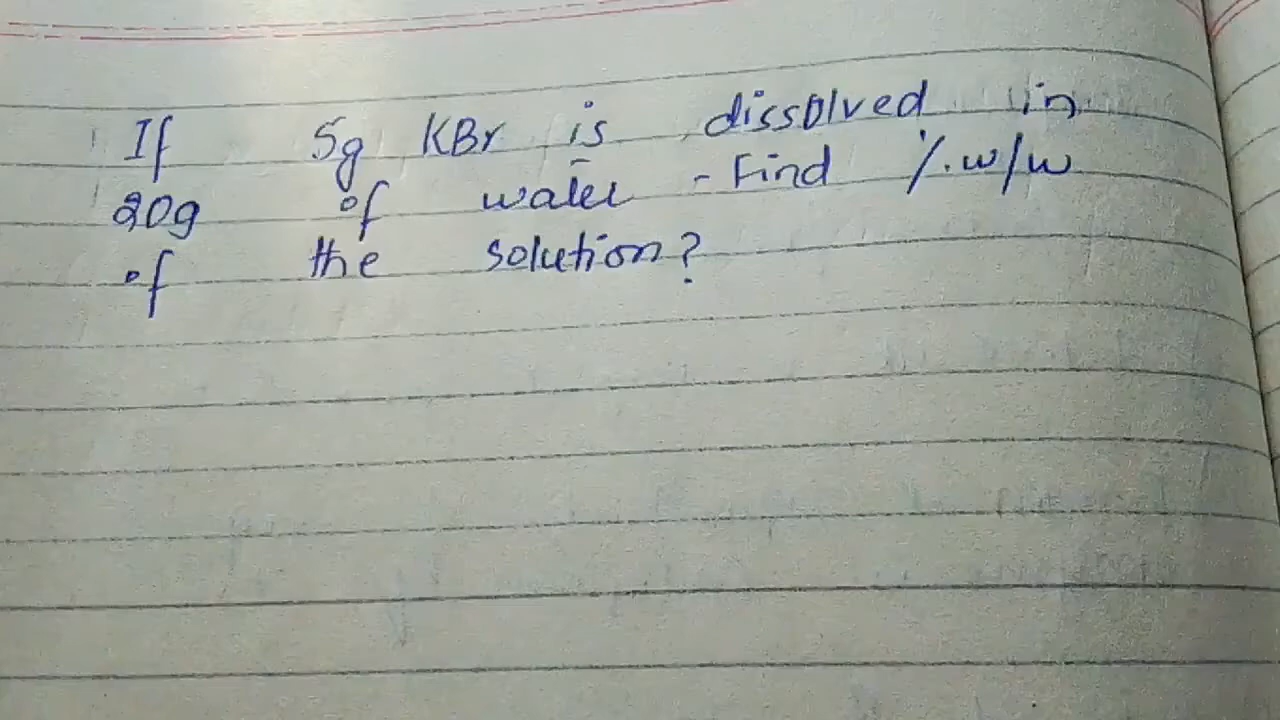 If 5g KBr is dissolved in
20g of water - Find %.w/w
of the solution?